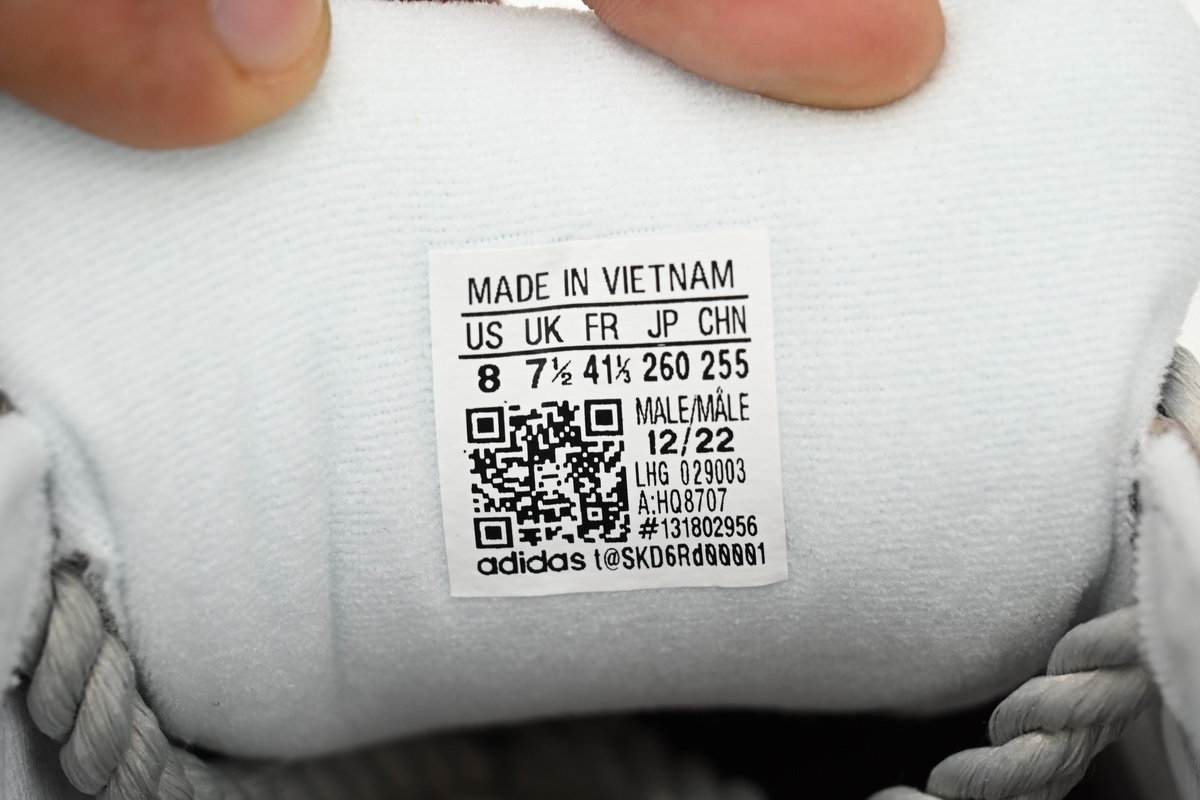 MADE IN VIETNAM
US UK FR JP CHN
8 7½ 41⅓ 260 255
MALE/MÂLE
12/22
LHG 029003
A:HQ8707
#131802956
adidas t@SKD6Rd00001